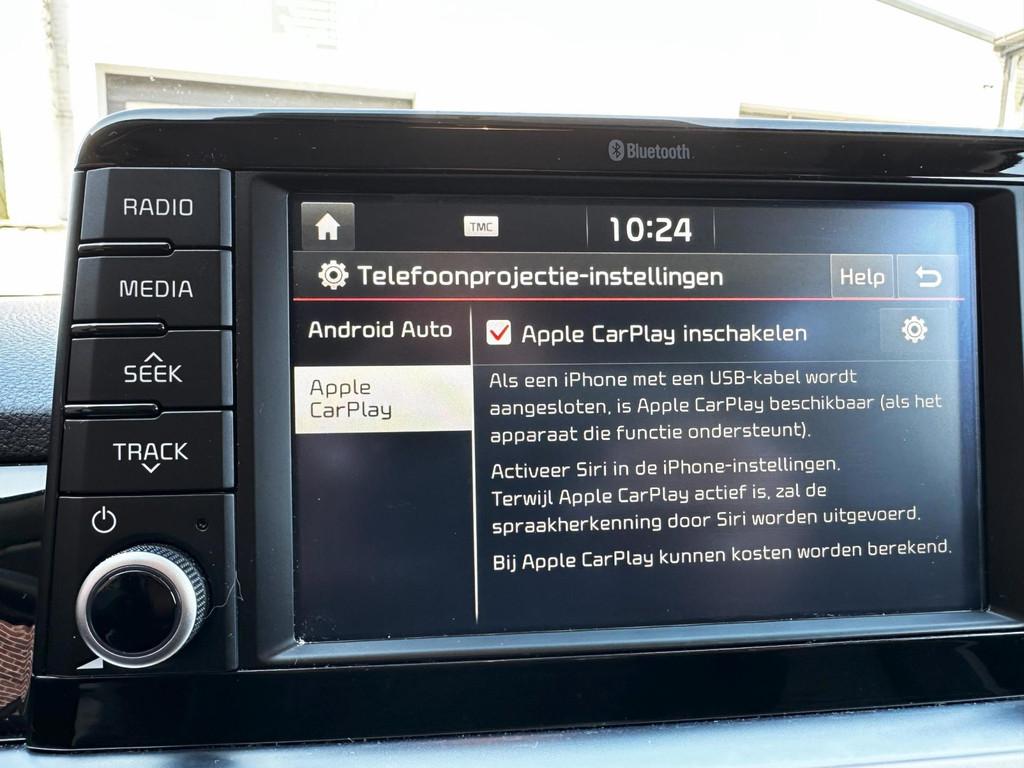 Bluetooth
RADIO
MEDIA
SEEK
TRACK
TMC
10:24
Telefoonprojectie-instellingen
Help
Android Auto
Apple
CarPlay
Apple CarPlay inschakelen
Als een iPhone met een USB-kabel wordt
aangesloten, is Apple CarPlay beschikbaar (als het
apparaat die functie ondersteunt).
Activeer Siri in de iPhone-instellingen.
Terwijl Apple CarPlay actief is, zal de
spraakherkenning door Siri worden uitgevoerd.
Bij Apple CarPlay kunnen kosten worden berekend.